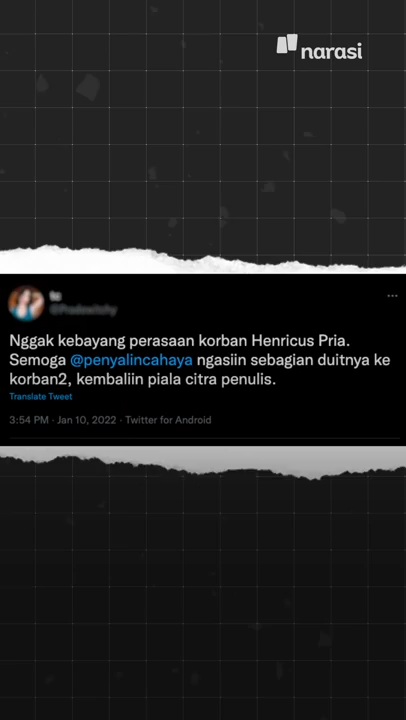 narasi
Nggak kebayang perasaan korban Henricus Pria.
Semoga @penyalincahaya ngasiin sebagian duitnya ke
korban2, kembaliin piala citra penulis.
Translate Tweet
3:54 PM · Jan 10, 2022 · Twitter for Android